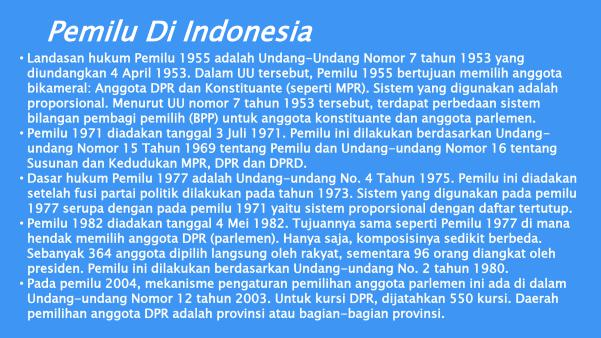 Pemilu Di Indonesia
• Landasan hukum Pemilu 1955 adalah Undang-Undang Nomor 7 tahun 1953 yang
diundangkan 4 April 1953. Dalam UU tersebut, Pemilu 1955 bertujuan memilih anggota
bikameral: Anggota DPR dan Konstituante (seperti MPR). Sistem yang digunakan adalah
proporsional. Menurut UU nomor 7 tahun 1953 tersebut, terdapat perbedaan sistem
bilangan pembagi pemilih (BPP) untuk anggota konstituante dan anggota parlemen.
• Pemilu 1971 diadakan tanggal 3 Juli 1971. Pemilu ini dilakukan berdasarkan Undang-
undang Nomor 15 Tahun 1969 tentang Pemilu dan Undang-undang Nomor 16 tentang
Susunan dan Kedudukan MPR, DPR dan DPRD.
• Dasar hukum Pemilu 1977 adalah Undang-undang No. 4 Tahun 1975. Pemilu ini diadakan
setelah fusi partai politik dilakukan pada tahun 1973. Sistem yang digunakan pada pemilu
1977 serupa dengan pada pemilu 1971 yaitu sistem proporsional dengan daftar tertutup.
• Pemilu 1982 diadakan tanggal 4 Mei 1982. Tujuannya sama seperti Pemilu 1977 di mana
hendak memilih anggota DPR (parlemen). Hanya saja, komposisinya sedikit berbeda.
Sebanyak 364 anggota dipilih langsung oleh rakyat, sementara 96 orang diangkat oleh
presiden. Pemilu ini dilakukan berdasarkan Undang-undang No. 2 tahun 1980.
• Pada pemilu 2004, mekanisme pengaturan pemilihan anggota parlemen ini ada di dalam
Undang-undang Nomor 12 tahun 2003. Untuk kursi DPR, dijatahkan 550 kursi. Daerah
pemilihan anggota DPR adalah provinsi atau bagian-bagian provinsi.